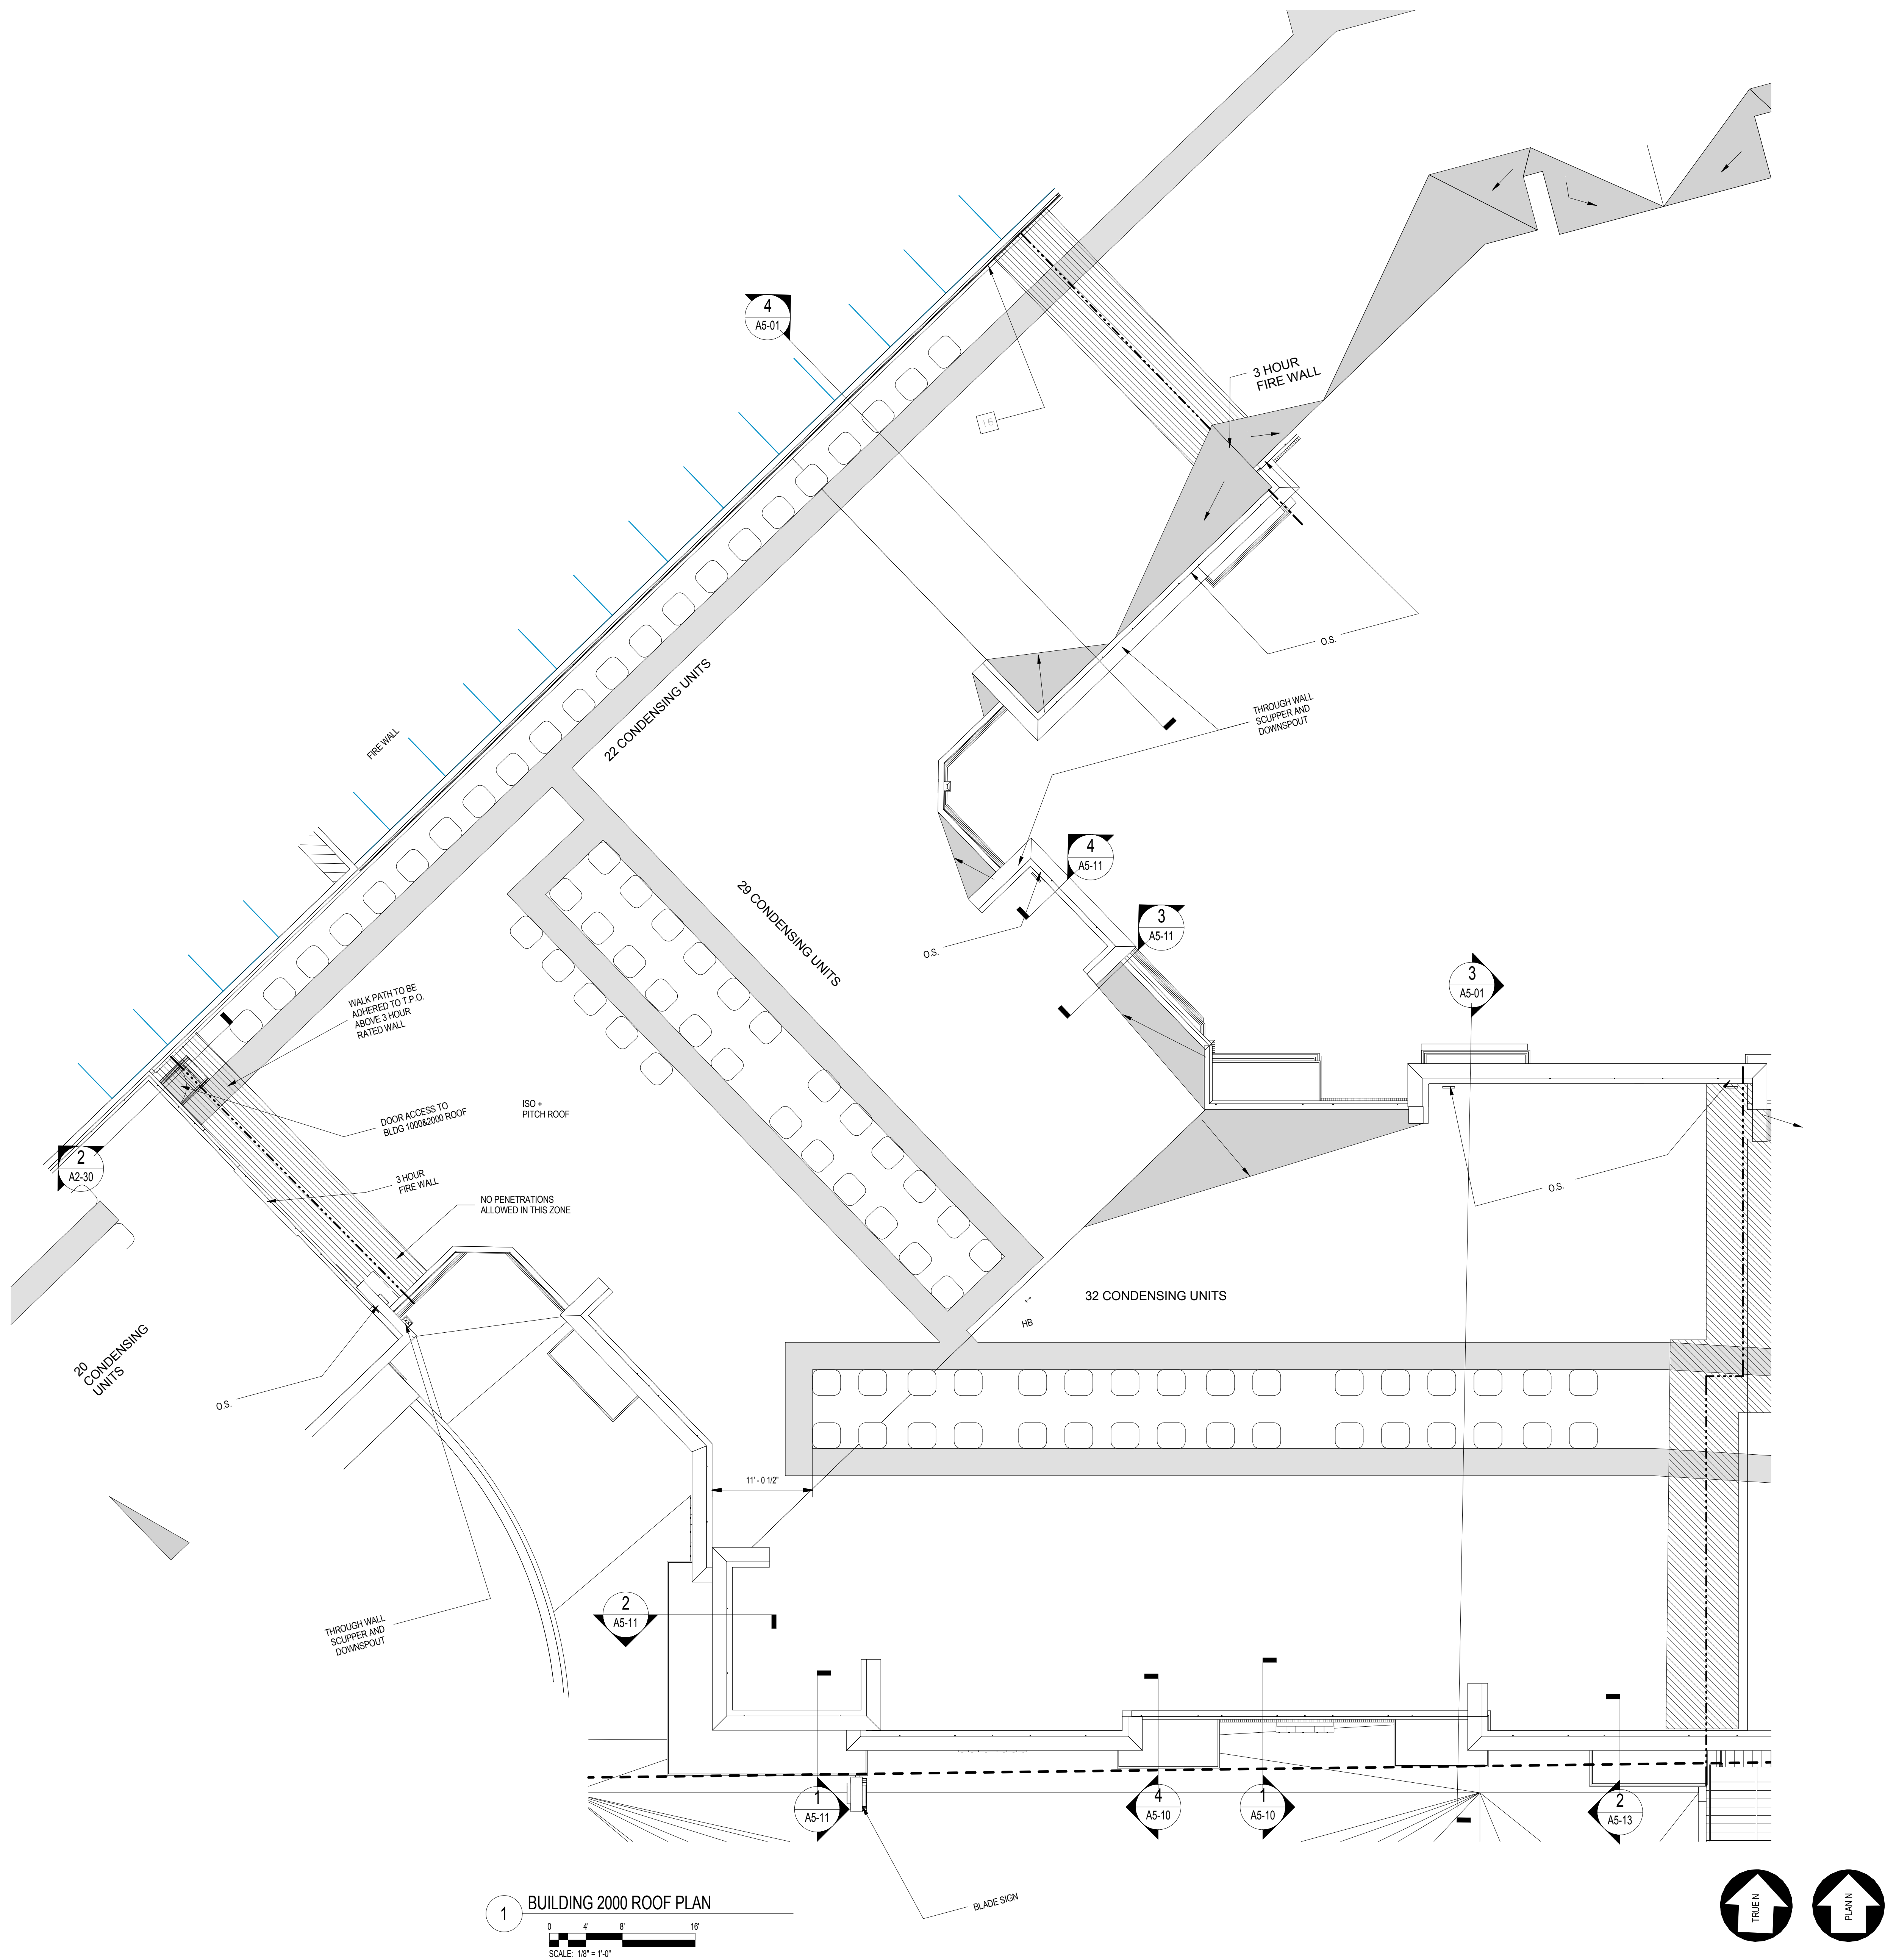 4
A5-01
3 HOUR
FIRE WALL
16
O.S.
22 CONDENSING UNITS
THROUGH WALL
SCUPPER AND
DOWNSPOUT
FIRE WALL
4
A5-11
29 CONDENSING UNITS
3
A5-11
O.S.
3
A5-01
WALK PATH TO BE
ADHERED TO T.P.O.
ABOVE 3 HOUR
RATED WALL
DOOR ACCESS TO
BLDG 1000&2000 ROOF
ISO +
PITCH ROOF
2
A2-30
3 HOUR
FIRE WALL
NO PENETRATIONS
ALLOWED IN THIS ZONE
O.S.
32 CONDENSING UNITS
HB
20
CONDENSING
UNITS
O.S.
11' - 0 1/2"
2
A5-11
THROUGH WALL
SCUPPER AND
DOWNSPOUT
1
A5-11
4
A5-10
1
A5-10
2
A5-13
BLADE SIGN
1
BUILDING 2000 ROOF PLAN
0 4' 8' 16'
SCALE: 1/8" = 1'-0"
TRUE N
PLAN N